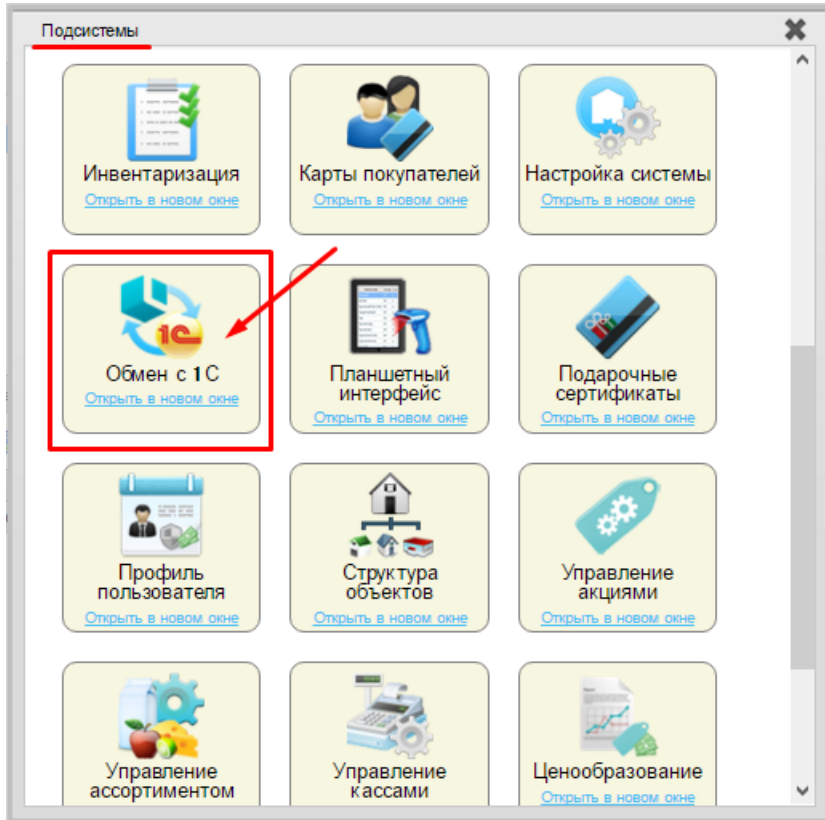 Подсистемы
Инвентаризация
Открыть в новом окне
Карты покупателей
Открыть в новом окне
Настройка системы
Открыть в новом окне
1С
Обмен с 1С
Открыть в новом окне
Планшетный
интерфейс
Открыть в новом окне
Подарочные
сертификаты
Открыть в новом окне
Профиль
пользователя
Открыть в новом окне
Структура
объектов
Открыть в новом окне
Управление
акциями
Открыть в новом окне
Управление
ассортиментом
Управление
кассами
Ценообразование
Открыть в новом окне